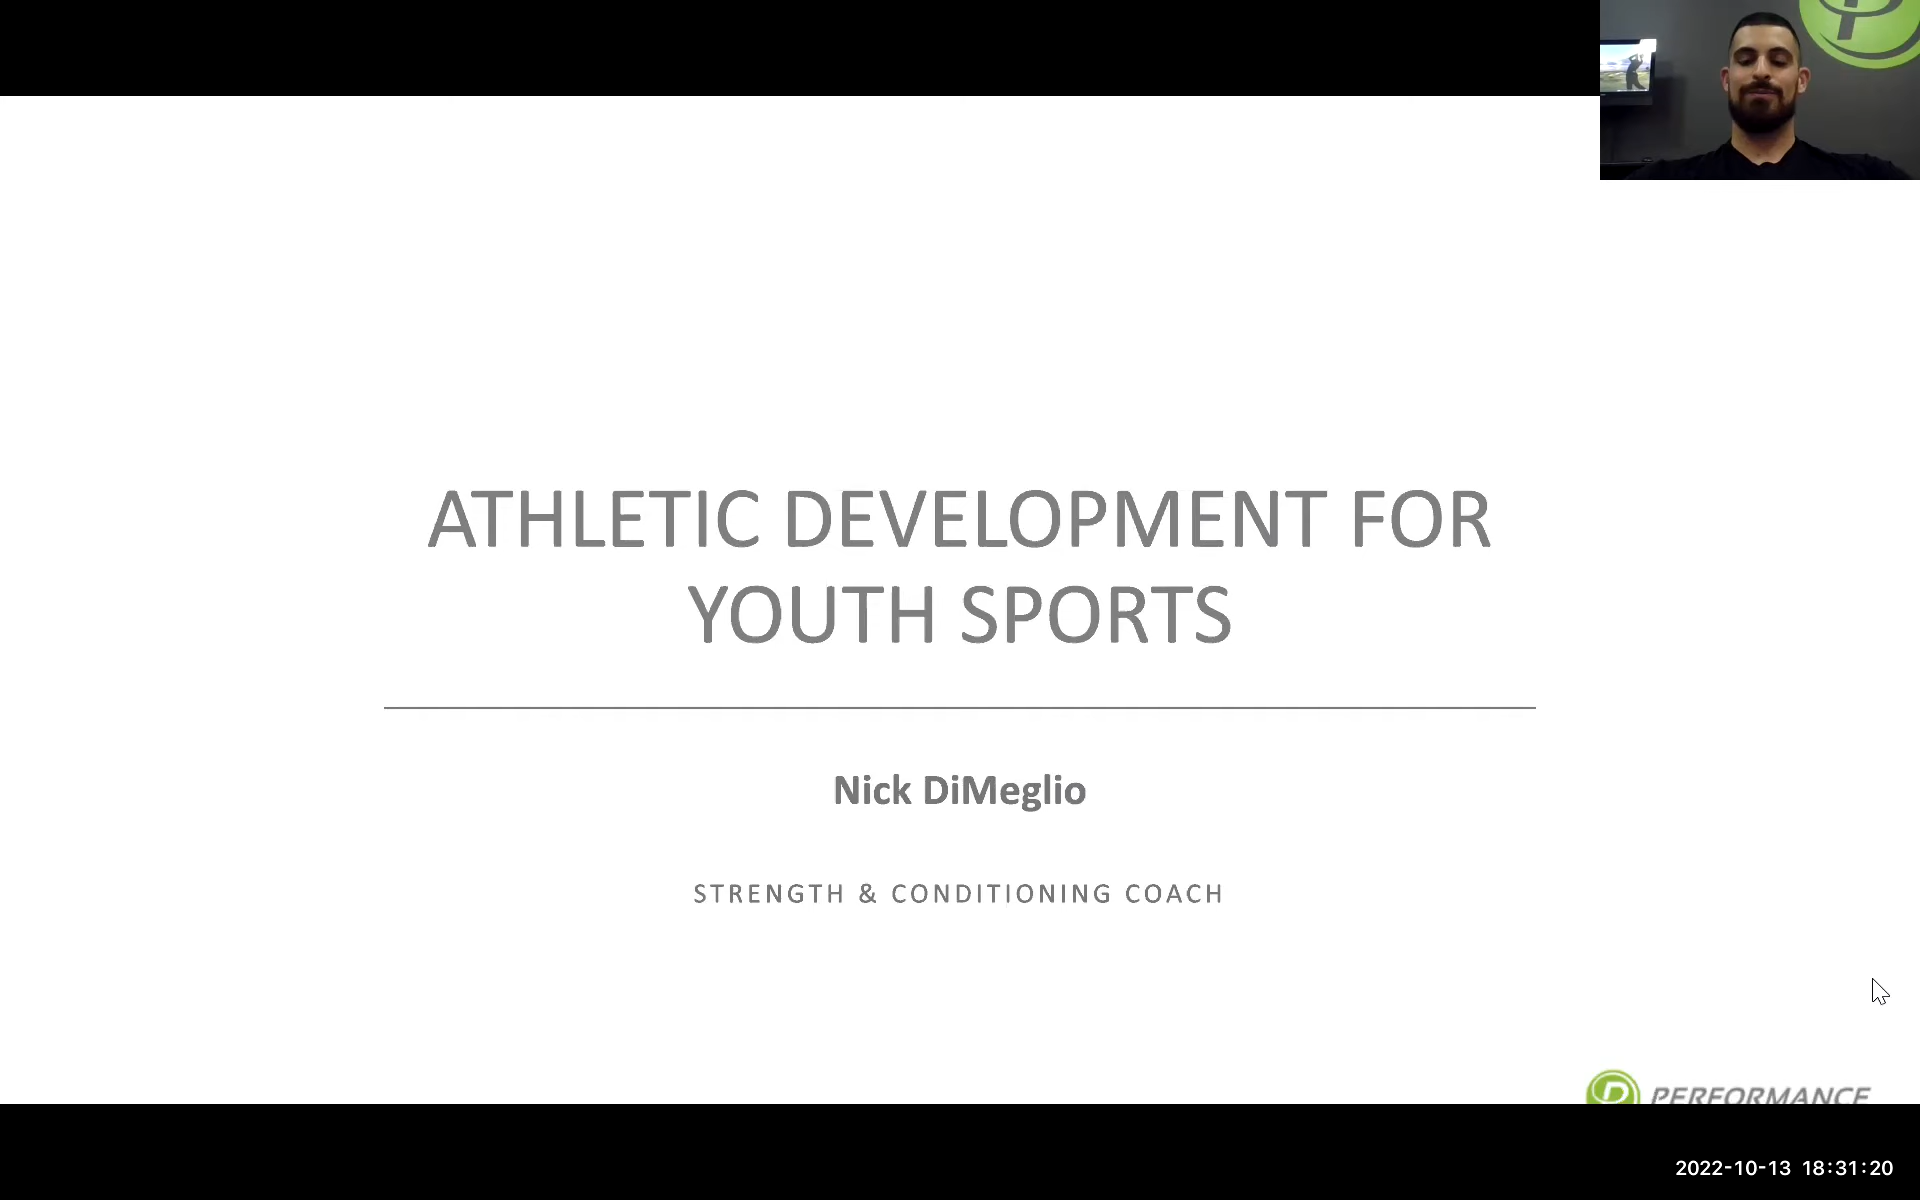 ATHLETIC DEVELOPMENT FOR
YOUTH SPORTS
Nick DiMeglio
STRENGTH & CONDITIONING COACH
PERFORMANCE
2022-10-13 18:31:20